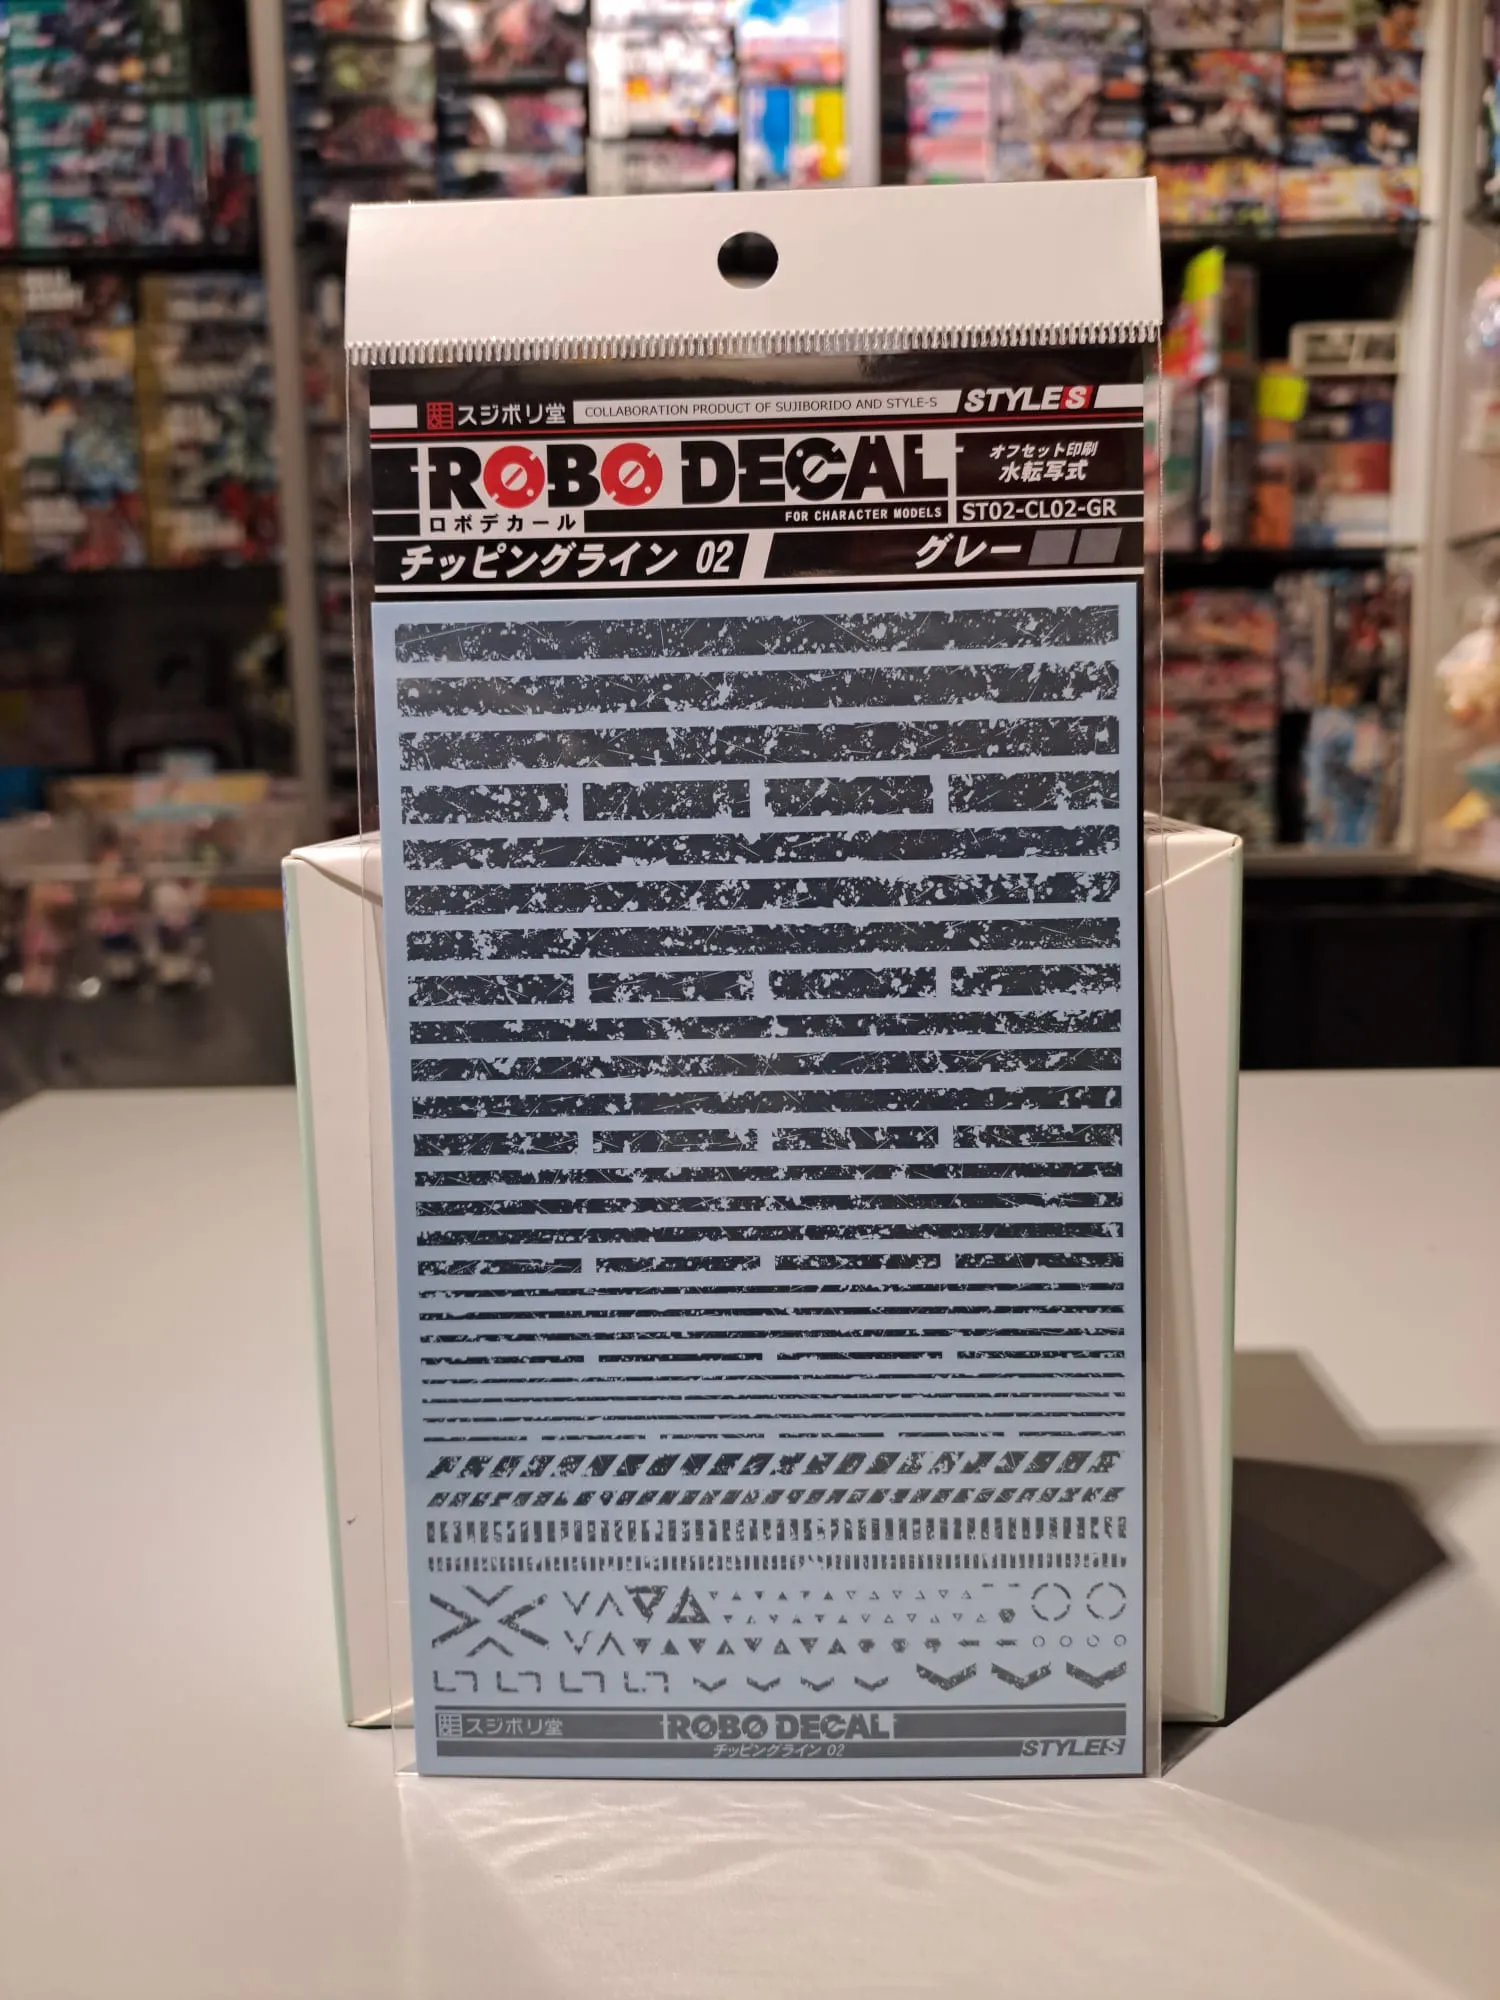 スジボリ堂 COLLABORATION PRODUCT OF SUJIBORIDO AND STYLE-S STYLE S
ROBO DECAL
オフセット印刷
水転写式
ロボデカール FOR CHARACTER MODELS ST02-CL02-GR
チッピングライン 02 グレー
スジボリ堂 ROBO DECAL
チッピングライン 02 STYLE S